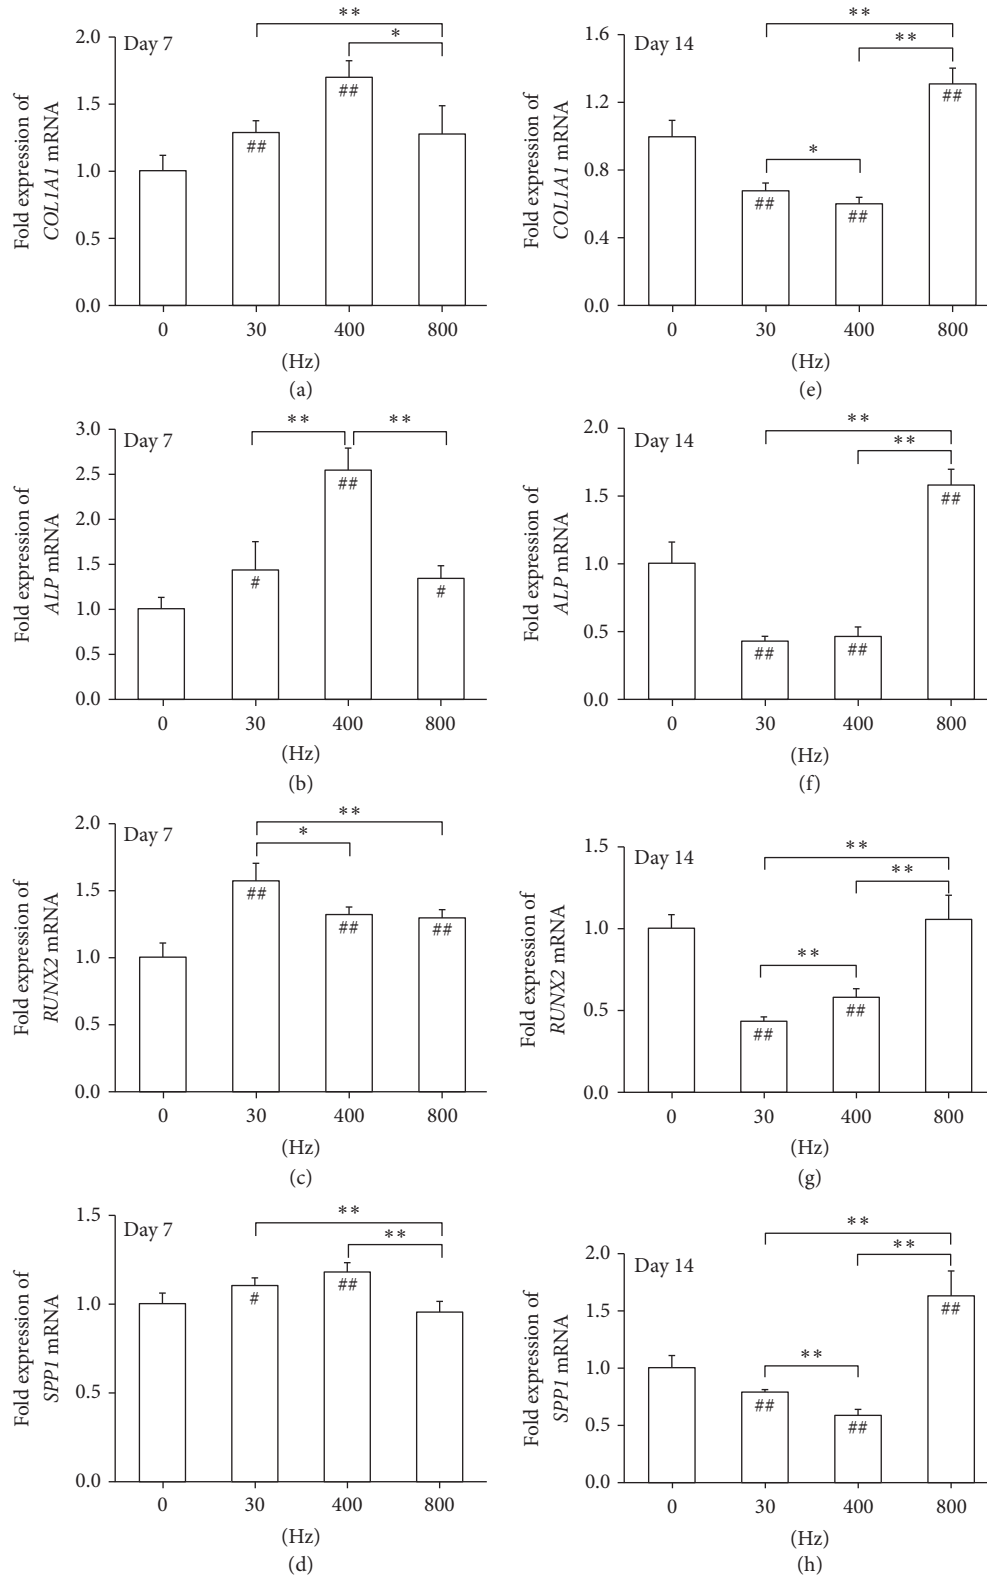 Day 7
**
*
Fold expression of
COL1A1 mRNA
2.0
1.5
1.0
0.5
0.0
##
##
0 30 400 800
(Hz)
(a)
Day 14
**
**
*
Fold expression of
COL1A1 mRNA
1.6
1.2
0.8
0.4
0.0
##
##
##
0 30 400 800
(Hz)
(e)
Day 7
** **
Fold expression of
ALP mRNA
3.0
2.5
2.0
1.5
1.0
0.5
0.0
#
##
#
0 30 400 800
(Hz)
(b)
Day 14
**
**
Fold expression of
ALP mRNA
2.0
1.5
1.0
0.5
0.0
##
##
##
0 30 400 800
(Hz)
(f)
Day 7
**
*
Fold expression of
RUNX2 mRNA
2.0
1.5
1.0
0.5
0.0
##
##
##
0 30 400 800
(Hz)
(c)
Day 14
**
**
**
Fold expression of
RUNX2 mRNA
1.5
1.0
0.5
0.0
##
##
0 30 400 800
(Hz)
(g)
Day 7
**
**
Fold expression of
SPP1 mRNA
1.5
1.0
0.5
0.0
#
##
0 30 400 800
(Hz)
(d)
Day 14
**
**
**
Fold expression of
SPP1 mRNA
2.0
1.5
1.0
0.5
0.0
##
##
##
0 30 400 800
(Hz)
(h)